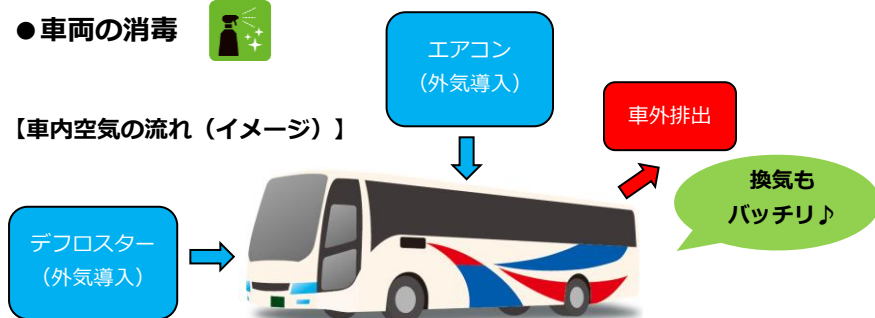 ●車両の消毒
エアコン
（外気導入）
車外排出
【車内空気の流れ（イメージ）】
換気も
バッチリ♪
デフロスター
（外気導入）